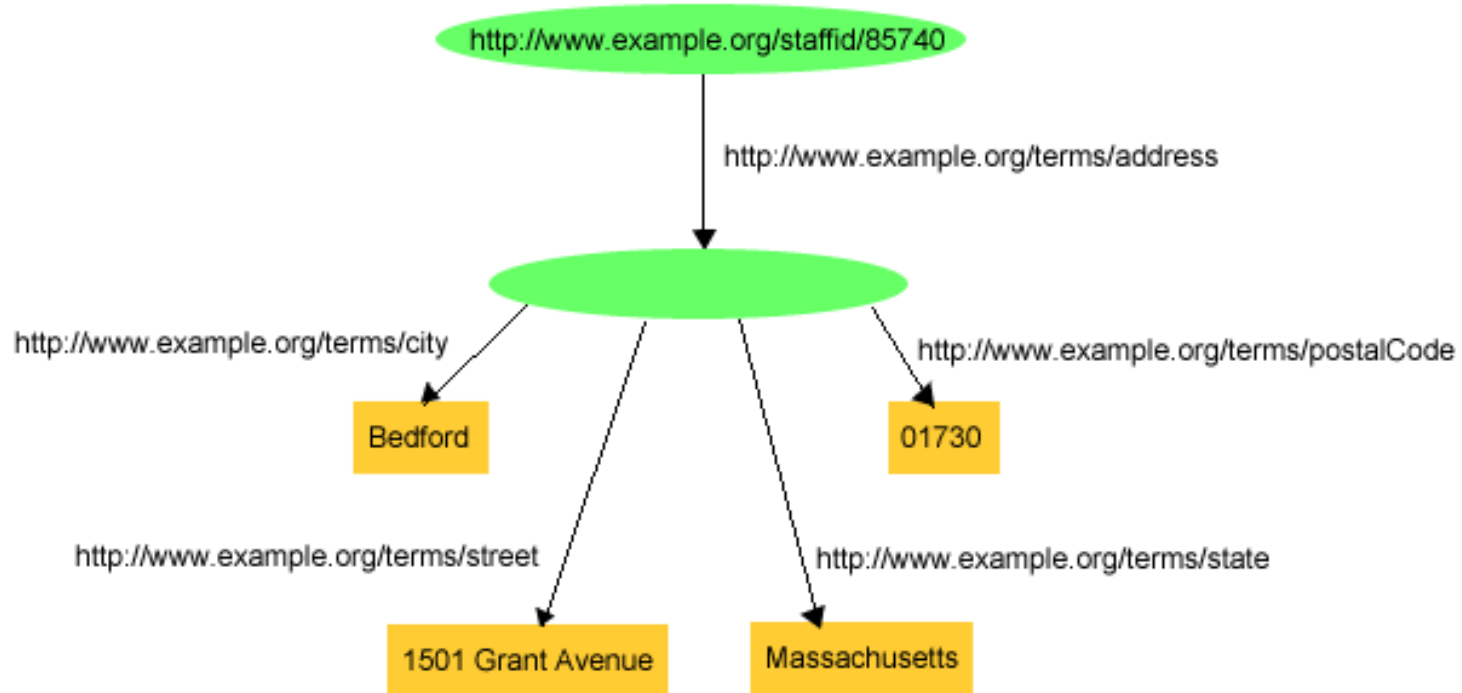 http://www.example.org/staffid/85740
http://www.example.org/terms/address
http://www.example.org/terms/city
http://www.example.org/terms/postalCode
Bedford
01730
http://www.example.org/terms/street
http://www.example.org/terms/state
1501 Grant Avenue
Massachusetts